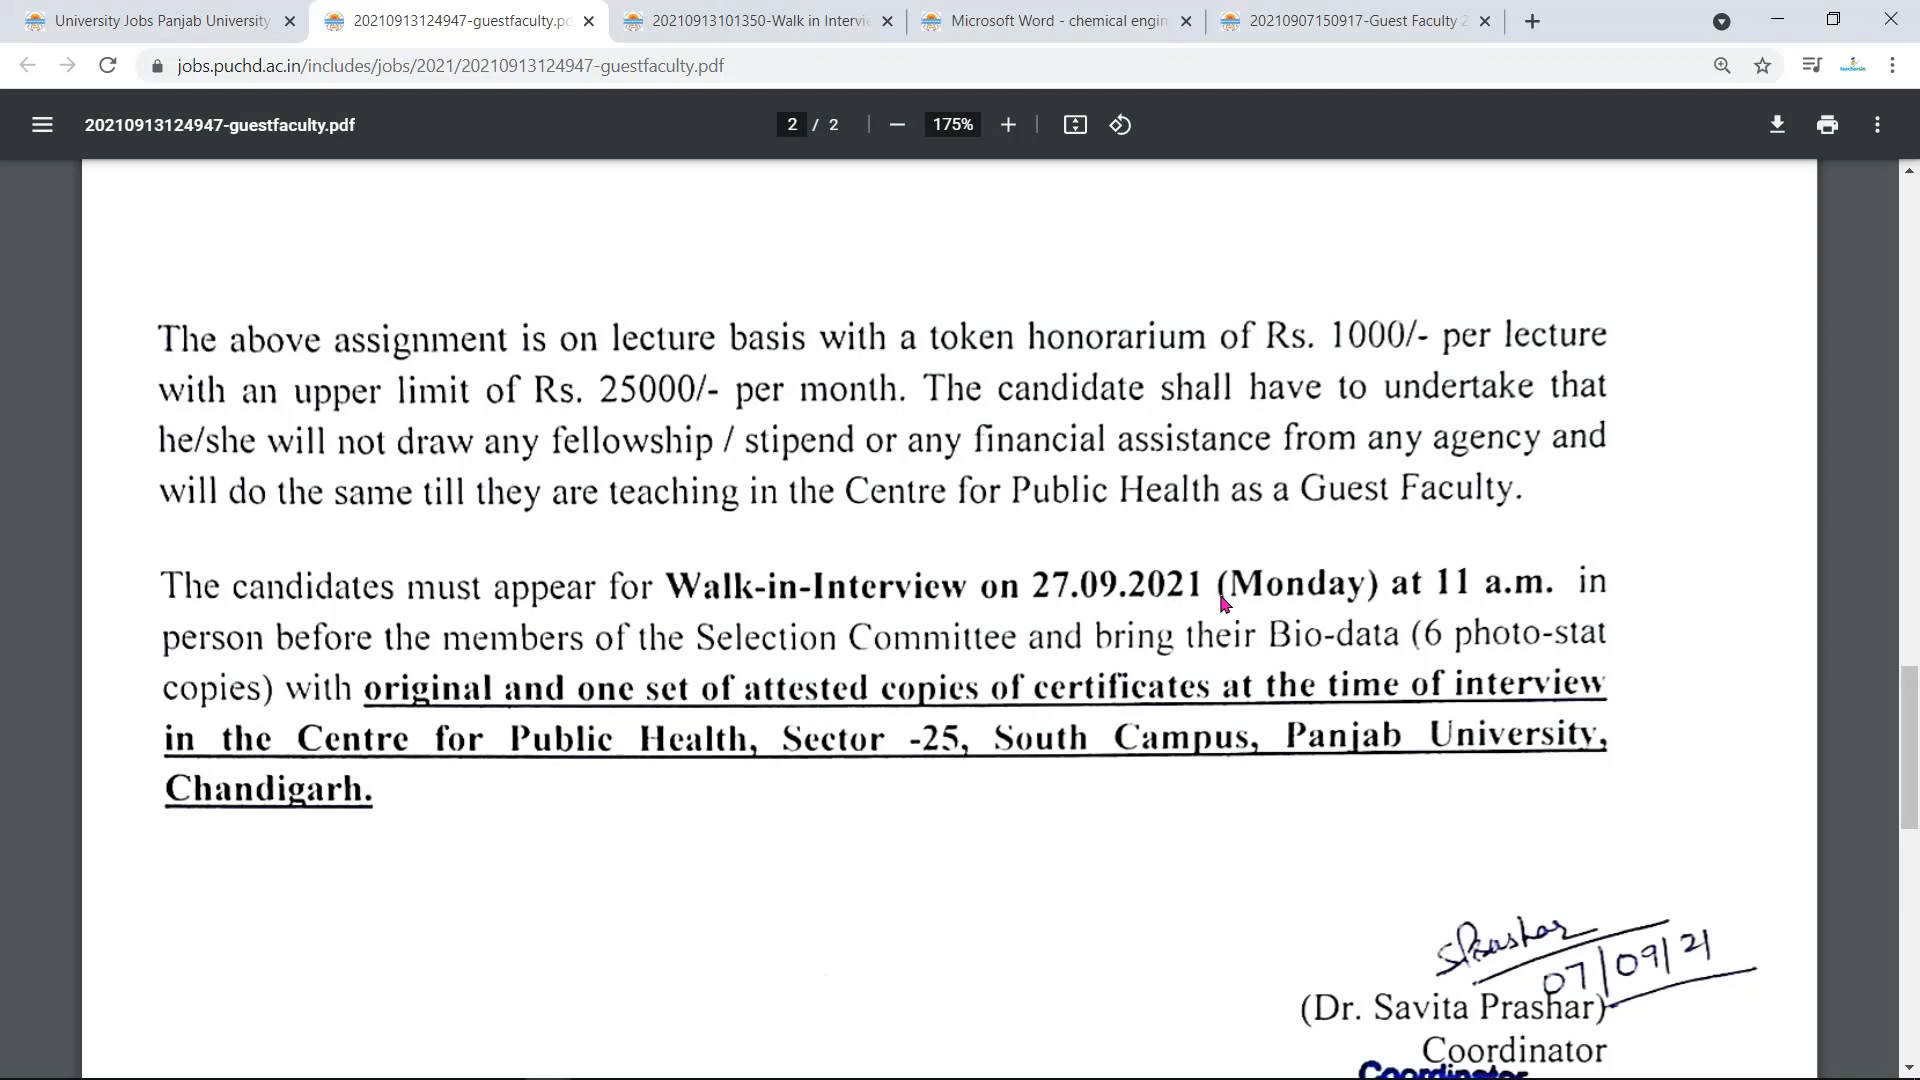 University Jobs Panjab University
20210913124947-guestfaculty.pd
20210913101350-Walk in Intervie
Microsoft Word - chemical engin
20210907150917-Guest Faculty 2
jobs.puchd.ac.in/includes/jobs/2021/20210913124947-guestfaculty.pdf
20210913124947-guestfaculty.pdf
2 / 2
175%
The above assignment is on lecture basis with a token honorarium of Rs. 1000/- per lecture
with an upper limit of Rs. 25000/- per month. The candidate shall have to undertake that
he/she will not draw any fellowship / stipend or any financial assistance from any agency and
will do the same till they are teaching in the Centre for Public Health as a Guest Faculty.
The candidates must appear for Walk-in-Interview on 27.09.2021 (Monday) at 11 a.m. in
person before the members of the Selection Committee and bring their Bio-data (6 photo-stat
copies) with original and one set of attested copies of certificates at the time of interview
in the Centre for Public Health, Sector -25, South Campus, Panjab University,
Chandigarh.
SPrashar
07/09/21
(Dr. Savita Prashar)
Coordinator
Coordinator